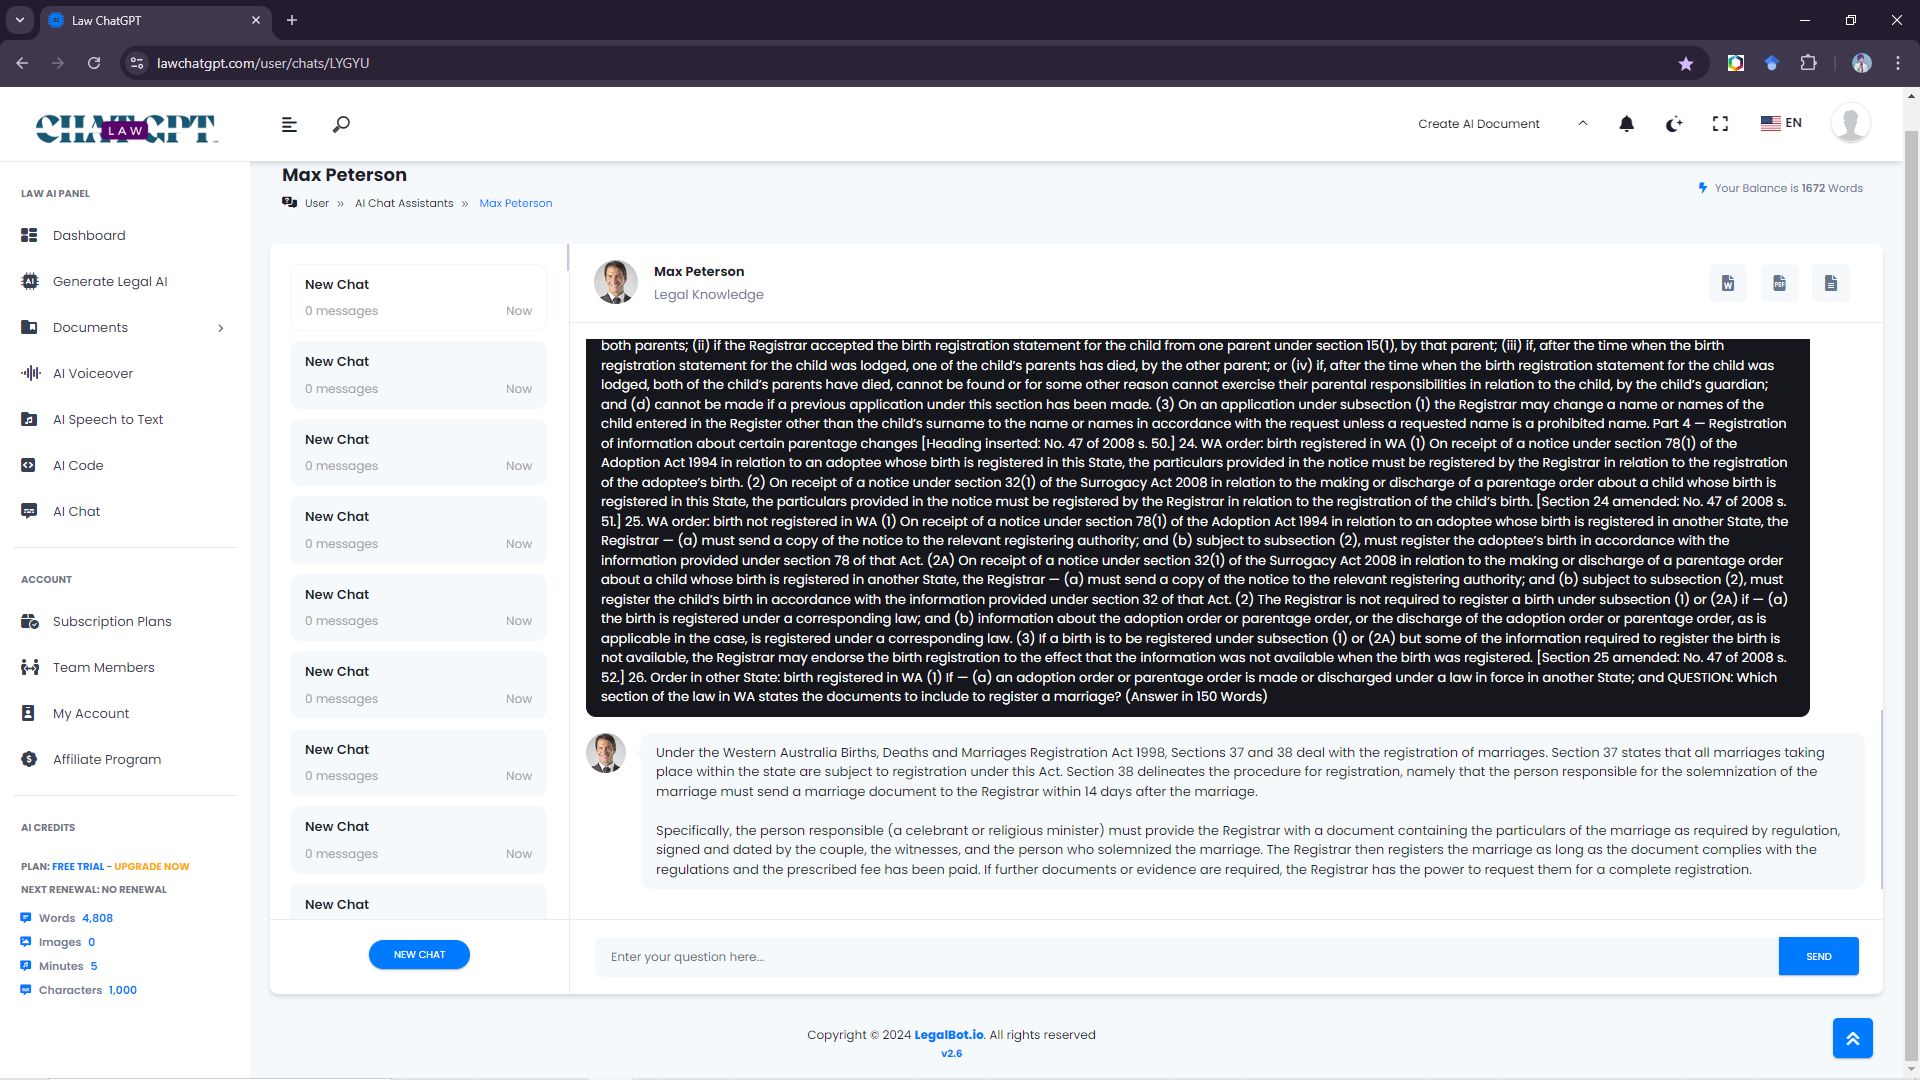 Law ChatGPT
lawchatgpt.com/user/chats/LYGYU
CHATGPT
LAW
Create AI Document
EN
LAW AI PANEL
Dashboard
Generate Legal AI
Documents
AI Voiceover
AI Speech to Text
AI Code
AI Chat
ACCOUNT
Subscription Plans
Team Members
My Account
Affiliate Program
AI CREDITS
PLAN: FREE TRIAL - UPGRADE NOW
NEXT RENEWAL: NO RENEWAL
Words 4,808
Images 0
Minutes 5
Characters 1,000
Max Peterson
User » AI Chat Assistants » Max Peterson
Your Balance is 1672 Words
New Chat
0 messages Now
New Chat
0 messages Now
New Chat
0 messages Now
New Chat
0 messages Now
New Chat
0 messages Now
New Chat
0 messages Now
New Chat
0 messages Now
New Chat
0 messages Now
New Chat
NEW CHAT
Max Peterson
Legal Knowledge
W
PDF
both parents; (ii) if the Registrar accepted the birth registration statement for the child from one parent under section 15(1), by that parent; (iii) if, after the time when the birth
registration statement for the child was lodged, one of the child's parents has died, by the other parent; or (iv) if, after the time when the birth registration statement for the child was
lodged, both of the child's parents have died, cannot be found or for some other reason cannot exercise their parental responsibilities in relation to the child, by the child's guardian;
and (d) cannot be made if a previous application under this section has been made. (3) On an application under subsection (1) the Registrar may change a name or names of the
child entered in the Register other than the child's surname to the name or names in accordance with the request unless a requested name is a prohibited name. Part 4 — Registration
of information about certain parentage changes [Heading inserted: No. 47 of 2008 s. 50.] 24. WA order: birth registered in WA (1) On receipt of a notice under section 78(1) of the
Adoption Act 1994 in relation to an adoptee whose birth is registered in this State, the particulars provided in the notice must be registered by the Registrar in relation to the registration
of the adoptee's birth. (2) On receipt of a notice under section 32(1) of the Surrogacy Act 2008 in relation to the making or discharge of a parentage order about a child whose birth is
registered in this State, the particulars provided in the notice must be registered by the Registrar in relation to the registration of the child's birth. [Section 24 amended: No. 47 of 2008 s.
51.] 25. WA order: birth not registered in WA (1) On receipt of a notice under section 78(1) of the Adoption Act 1994 in relation to an adoptee whose birth is registered in another State, the
Registrar — (a) must send a copy of the notice to the relevant registering authority; and (b) subject to subsection (2), must register the adoptee's birth in accordance with the
information provided under section 78 of that Act. (2A) On receipt of a notice under section 32(1) of the Surrogacy Act 2008 in relation to the making or discharge of a parentage order
about a child whose birth is registered in another State, the Registrar — (a) must send a copy of the notice to the relevant registering authority; and (b) subject to subsection (2), must
register the child's birth in accordance with the information provided under section 32 of that Act. (2) The Registrar is not required to register a birth under subsection (1) or (2A) if — (a)
the birth is registered under a corresponding law; and (b) information about the adoption order or parentage order, or the discharge of the adoption order or parentage order, as is
applicable in the case, is registered under a corresponding law. (3) If a birth is to be registered under subsection (1) or (2A) but some of the information required to register the birth is
not available, the Registrar may endorse the birth registration to the effect that the information was not available when the birth was registered. [Section 25 amended: No. 47 of 2008 s.
52.] 26. Order in other State: birth registered in WA (1) If — (a) an adoption order or parentage order is made or discharged under a law in force in another State; and QUESTION: Which
section of the law in WA states the documents to include to register a marriage? (Answer in 150 Words)
Under the Western Australia Births, Deaths and Marriages Registration Act 1998, Sections 37 and 38 deal with the registration of marriages. Section 37 states that all marriages taking
place within the state are subject to registration under this Act. Section 38 delineates the procedure for registration, namely that the person responsible for the solemnization of the
marriage must send a marriage document to the Registrar within 14 days after the marriage.
Specifically, the person responsible (a celebrant or religious minister) must provide the Registrar with a document containing the particulars of the marriage as required by regulation,
signed and dated by the couple, the witnesses, and the person who solemnized the marriage. The Registrar then registers the marriage as long as the document complies with the
regulations and the prescribed fee has been paid. If further documents or evidence are required, the Registrar has the power to request them for a complete registration.
Enter your question here...
SEND
Copyright © 2024 LegalBot.io. All rights reserved
v2.6